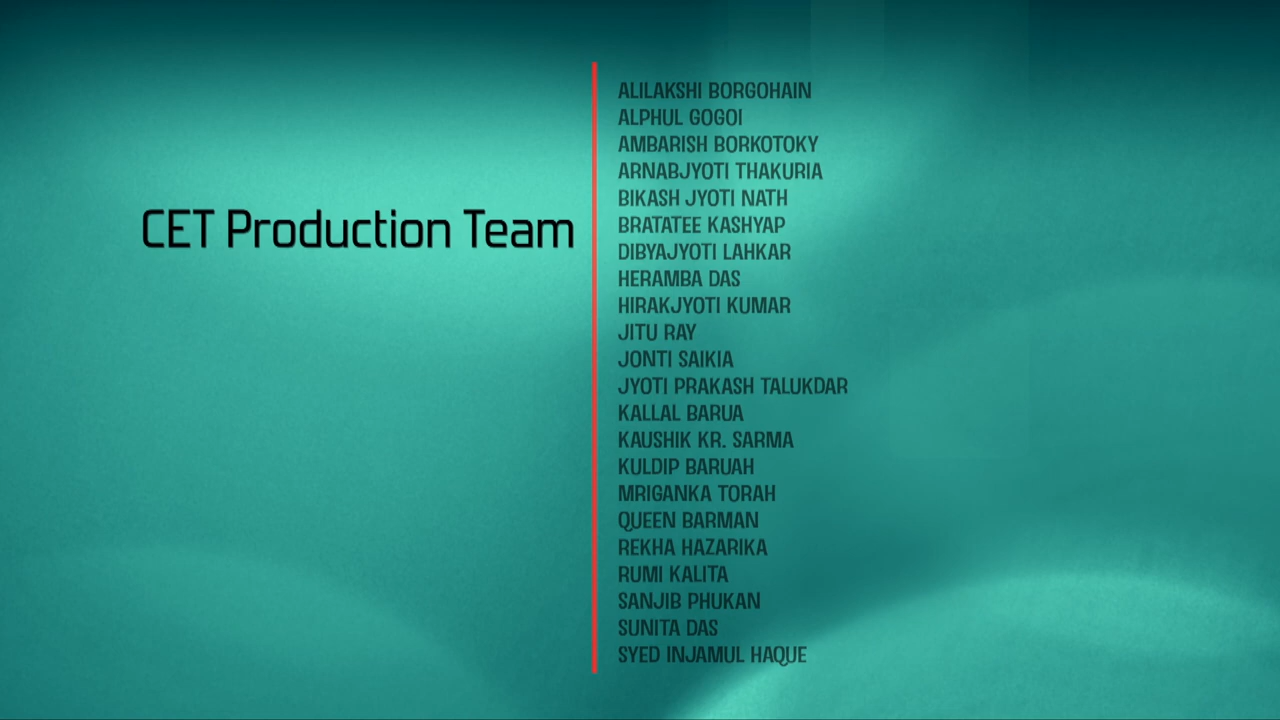 CET Production Team
ALILAKSHI BORGOHAIN
ALPHUL GOGOI
AMBARISH BORKOTOKY
ARNABJYOTI THAKURIA
BIKASH JYOTI NATH
BRATATEE KASHYAP
DIBYAJYOTI LAHKAR
HERAMBA DAS
HIRAKJYOTI KUMAR
JITU RAY
JONTI SAIKIA
JYOTI PRAKASH TALUKDAR
KALLAL BARUA
KAUSHIK KR. SARMA
KULDIP BARUAH
MRIGANKA TORAH
QUEEN BARMAN
REKHA HAZARIKA
RUMI KALITA
SANJIB PHUKAN
SUNITA DAS
SYED INJAMUL HAQUE